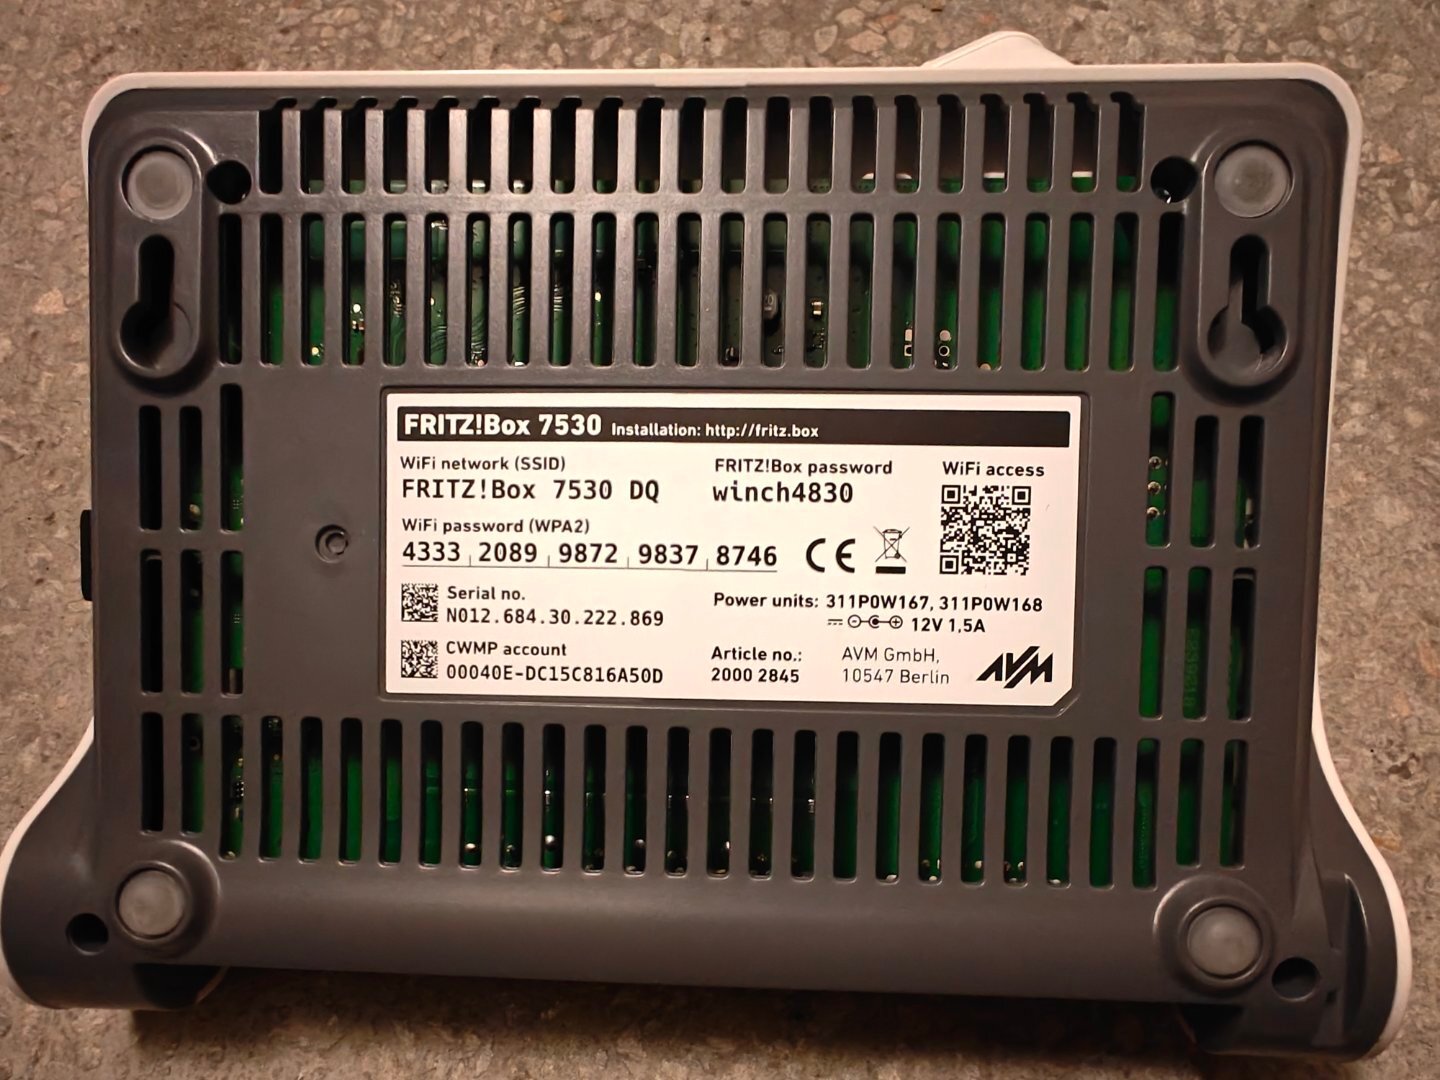 FRITZ!Box 7530 Installation: http://fritz.box
WiFi network (SSID)
FRITZ!Box 7530 DQ
FRITZ!Box password
winch4830
WiFi access
WiFi password (WPA2)
4333 2089 9872 9837 8746
CE
Serial no.
N012.684.30.222.869
Power units: 311P0W167, 311P0W168
12V 1,5A
CWMP account
00040E-DC15C816A50D
Article no.:
2000 2845
AVM GmbH,
10547 Berlin
AVM